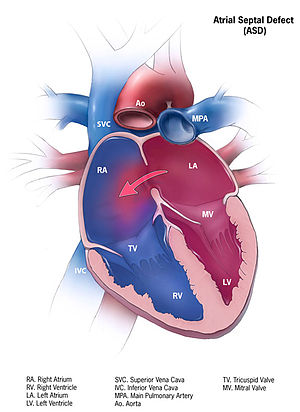 Atrial Septal Defect
(ASD)
Ao
SVC
MPA
RA
LA
MV
TV
IVC
RV
LV
RA. Right Atrium
RV. Right Ventricle
LA. Left Atrium
LV. Left Ventricle
SVC. Superior Vena Cava
IVC. Inferior Vena Cava
MPA. Main Pulmonary Artery
Ao. Aorta
TV. Tricuspid Valve
MV. Mitral Valve